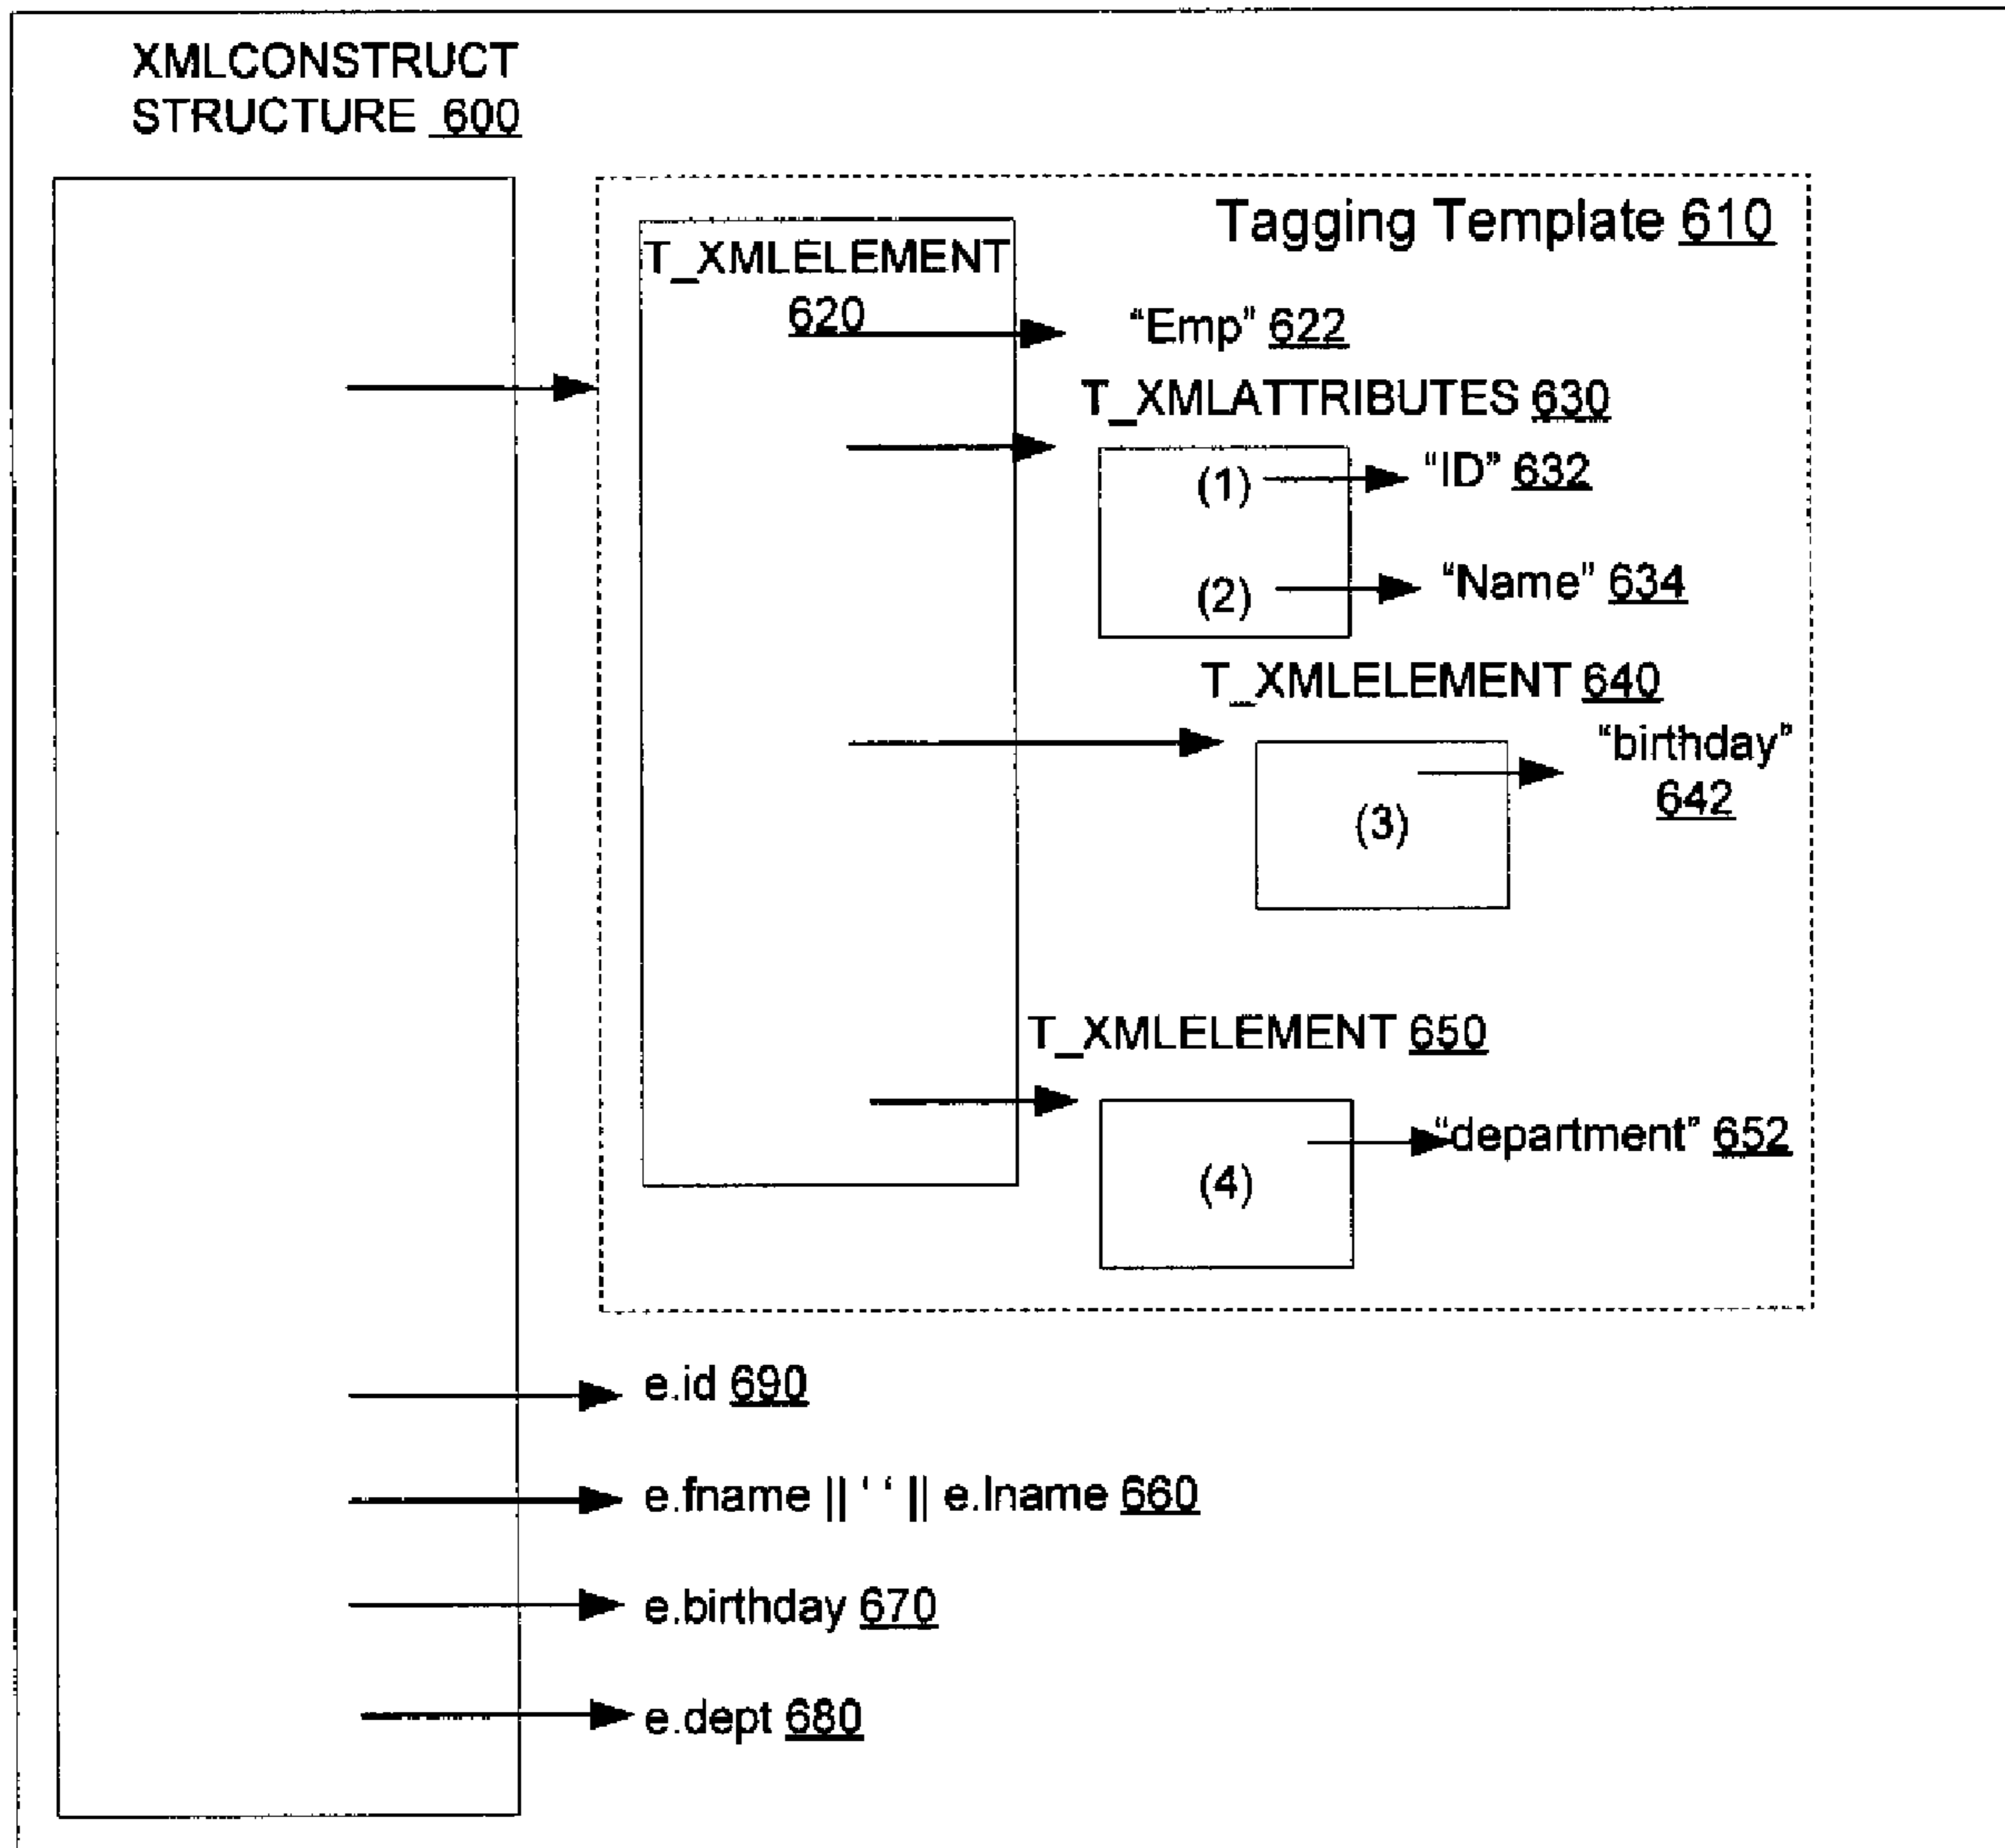 XMLCONSTRUCT
STRUCTURE 600
Tagging Template 610
T_XMLELEMENT
620
“Emp” 622
T_XMLATTRIBUTES 630
(1)
“ID” 632
(2)
“Name” 634
T_XMLELEMENT 640
“birthday”
642
(3)
T_XMLELEMENT 650
“department” 652
(4)
e.id 690
e.fname || ‘ ‘ || e.lname 660
e.birthday 670
e.dept 680